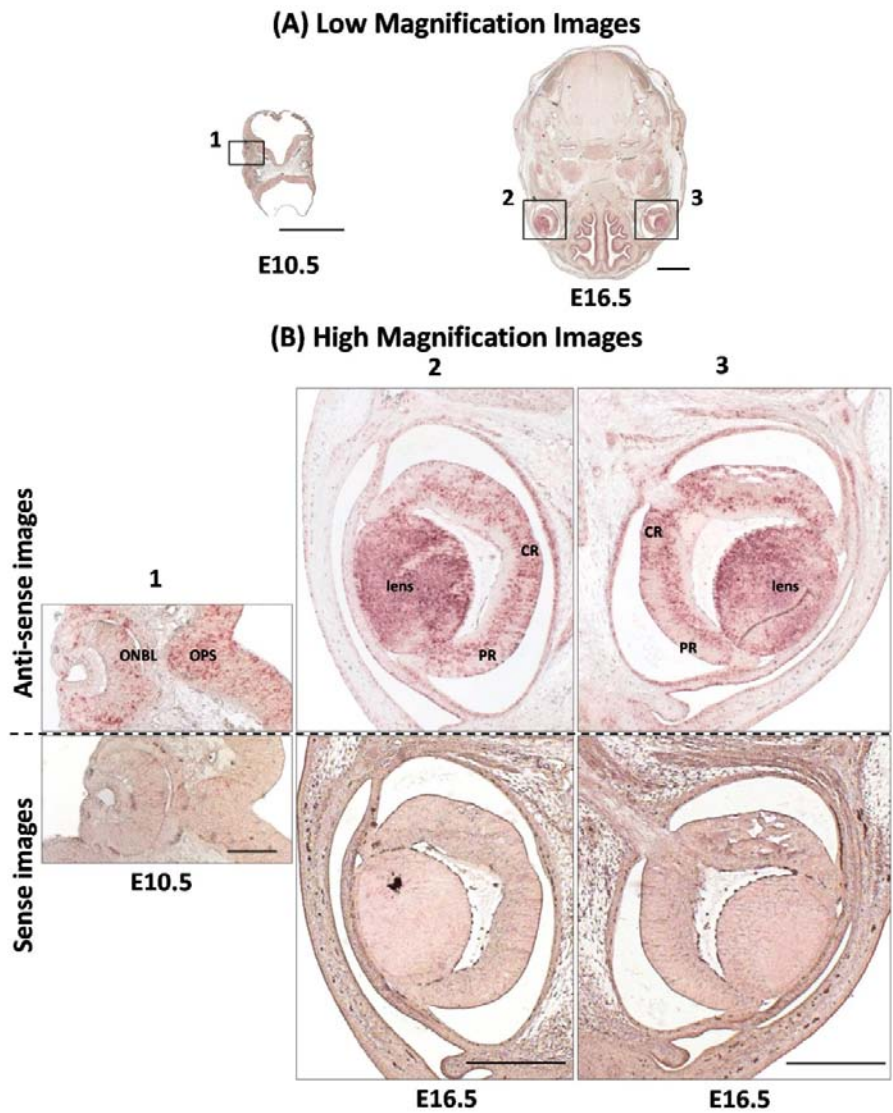 (A) Low Magnification Images
1
2
3
E10.5
E16.5
(B) High Magnification Images
2
3
Anti-sense images
1
CR
lens
PR
CR
lens
PR
ONBL
OPS
Sense images
E10.5
E16.5
E16.5